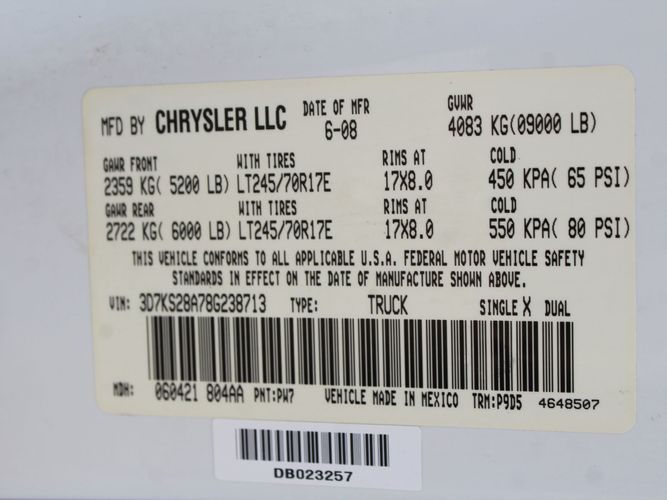 MFD BY CHRYSLER LLC DATE OF MFR 6-08 GVWR 4083 KG(09000 LB)
GAWR FRONT WITH TIRES RIMS AT COLD
2359 KG( 5200 LB) LT245/70R17E 17X8.0 450 KPA( 65 PSI)
GAWR REAR WITH TIRES RIMS AT COLD
2722 KG( 6000 LB) LT245/70R17E 17X8.0 550 KPA( 80 PSI)
THIS VEHICLE CONFORMS TO ALL APPLICABLE U.S.A. FEDERAL MOTOR VEHICLE SAFETY
STANDARDS IN EFFECT ON THE DATE OF MANUFACTURE SHOWN ABOVE.
VIN: 3D7KS28A78G238713 TYPE: TRUCK SINGLE X DUAL
MDH: 060421 804AA PNT:PW7 VEHICLE MADE IN MEXICO TRM:P9D5 4648507
DB023257